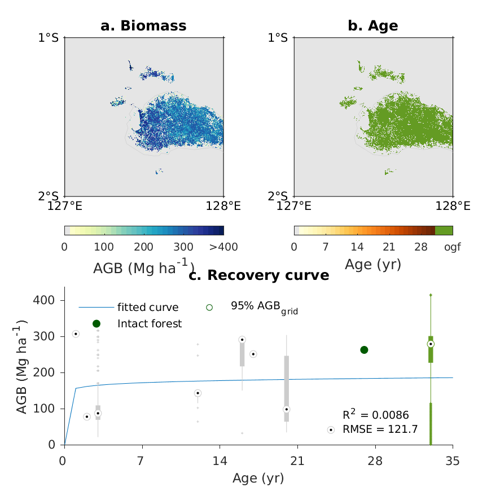 a. Biomass
b. Age
1°S
1°S
2°S
2°S
127°E
128°E
127°E
128°E
0 100 200 300 >400
0 7 14 21 28 ogf
AGB (Mg ha⁻¹)
Age (yr)
c. Recovery curve
fitted curve
95% AGB_grid
Intact forest
400
300
200
100
0
AGB (Mg ha⁻¹)
R² = 0.0086
RMSE = 121.7
0 7 14 21 28 35
Age (yr)